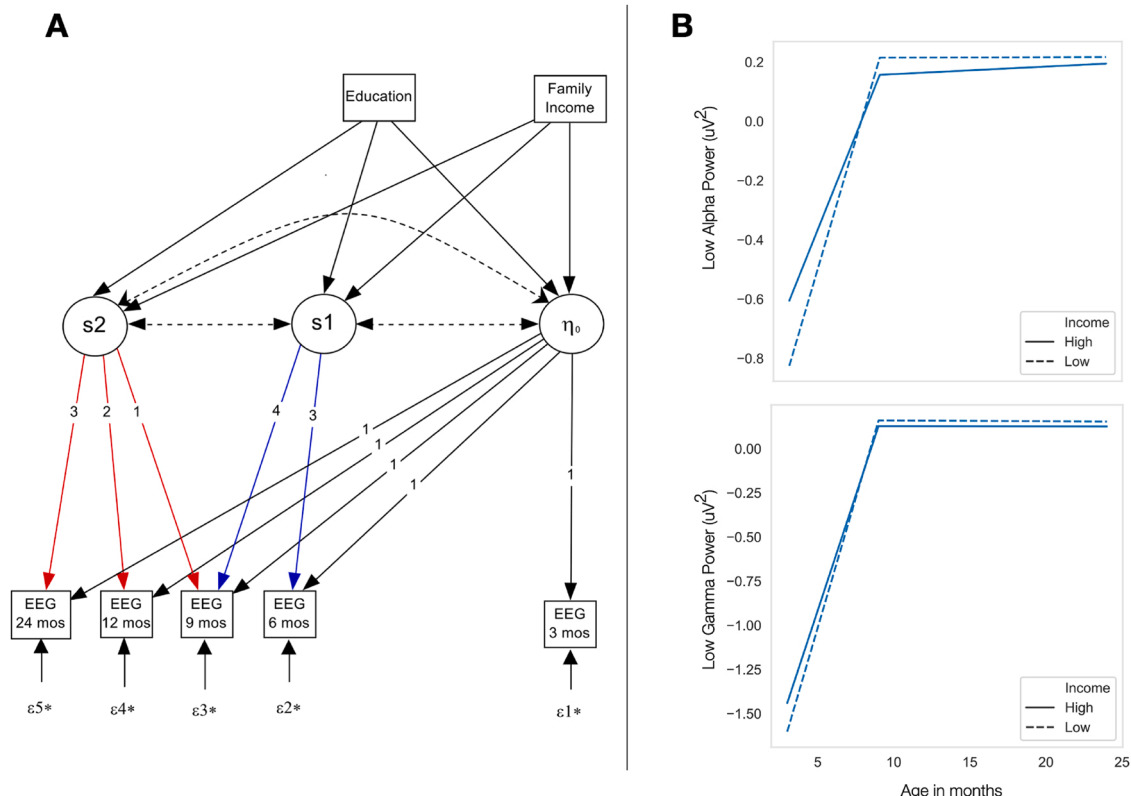 A
Education
Family
Income
s2
s1
η₀
3
2
1
4
3
1
1
1
1
1
EEG
24 mos
EEG
12 mos
EEG
9 mos
EEG
6 mos
EEG
3 mos
ε5*
ε4*
ε3*
ε2*
ε1*
B
Low Alpha Power (uV²)
0.2
0.0
−0.2
−0.4
−0.6
−0.8
Income
High
Low
Low Gamma Power (uV²)
0.00
−0.25
−0.50
−0.75
−1.00
−1.25
−1.50
Income
High
Low
5
10
15
20
25
Age in months